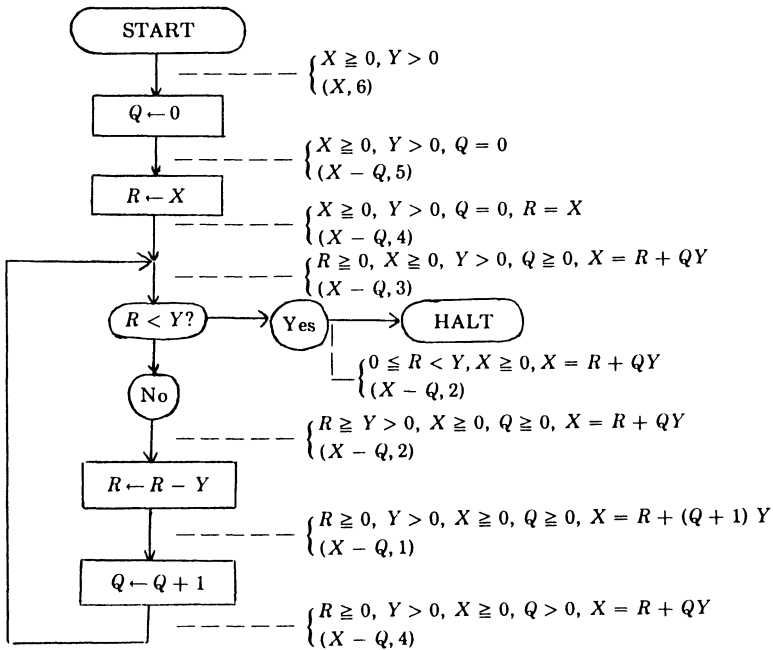 START
X ≧ 0, Y > 0
(X, 6)
Q ← 0
X ≧ 0, Y > 0, Q = 0
(X − Q, 5)
R ← X
X ≧ 0, Y > 0, Q = 0, R = X
(X − Q, 4)
R ≧ 0, X ≧ 0, Y > 0, Q ≧ 0, X = R + QY
(X − Q, 3)
R < Y?
Yes
HALT
0 ≦ R < Y, X ≧ 0, X = R + QY
(X − Q, 2)
No
R ≧ Y > 0, X ≧ 0, Q ≧ 0, X = R + QY
(X − Q, 2)
R ← R − Y
R ≧ 0, Y > 0, X ≧ 0, Q ≧ 0, X = R + (Q + 1) Y
(X − Q, 1)
Q ← Q + 1
R ≧ 0, Y > 0, X ≧ 0, Q > 0, X = R + QY
(X − Q, 4)